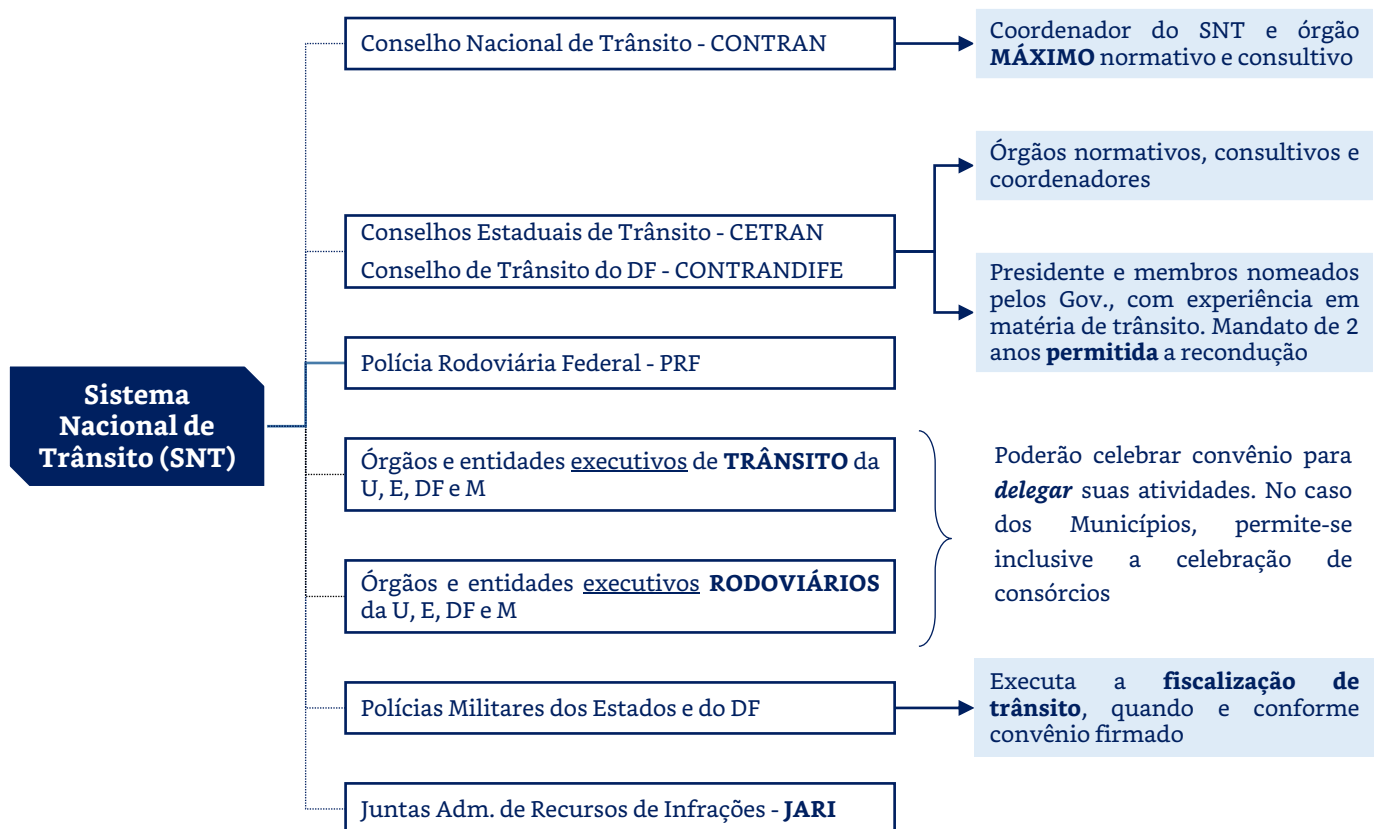 Conselho Nacional de Trânsito - CONTRAN
Coordenador do SNT e órgão
MÁXIMO normativo e consultivo
Conselhos Estaduais de Trânsito - CETRAN
Conselho de Trânsito do DF - CONTRANDIFE
Órgãos normativos, consultivos e
coordenadores
Presidente e membros nomeados
pelos Gov., com experiência em
matéria de trânsito. Mandato de 2
anos permitida a recondução
Polícia Rodoviária Federal - PRF
Sistema
Nacional de
Trânsito (SNT)
Órgãos e entidades executivos de TRÂNSITO da
U, E, DF e M
Órgãos e entidades executivos RODOVIÁRIOS
da U, E, DF e M
Poderão celebrar convênio para
delegar suas atividades. No caso
dos Municípios, permite-se
inclusive a celebração de
consórcios
Polícias Militares dos Estados e do DF
Executa a fiscalização de
trânsito, quando e conforme
convênio firmado
Juntas Adm. de Recursos de Infrações - JARI